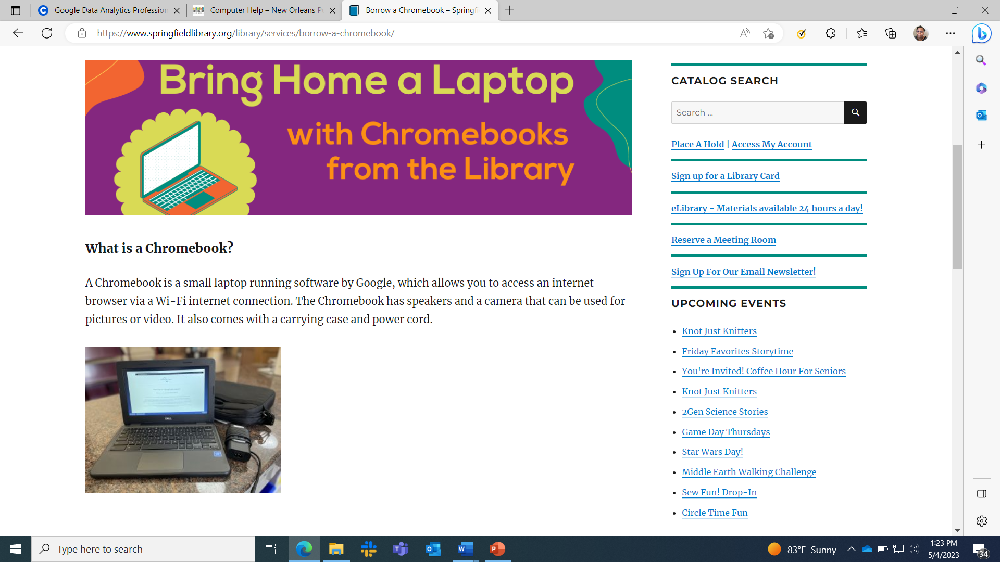 Google Data Analytics Profession
Computer Help – New Orleans Pu
Borrow a Chromebook – Springfi
https://www.springfieldlibrary.org/library/services/borrow-a-chromebook/
Bring Home a Laptop
with Chromebooks
from the Library
What is a Chromebook?
A Chromebook is a small laptop running software by Google, which allows you to access an internet
browser via a Wi-Fi internet connection. The Chromebook has speakers and a camera that can be used for
pictures or video. It also comes with a carrying case and power cord.
DELL
CATALOG SEARCH
Search ...
Place A Hold | Access My Account
Sign up for a Library Card
eLibrary - Materials available 24 hours a day!
Reserve a Meeting Room
Sign Up For Our Email Newsletter!
UPCOMING EVENTS
• Knot Just Knitters
• Friday Favorites Storytime
• You're Invited! Coffee Hour For Seniors
• Knot Just Knitters
• 2Gen Science Stories
• Game Day Thursdays
• Star Wars Day!
• Middle Earth Walking Challenge
• Sew Fun! Drop-In
• Circle Time Fun
Type here to search
83°F Sunny
1:23 PM
5/4/2023
34